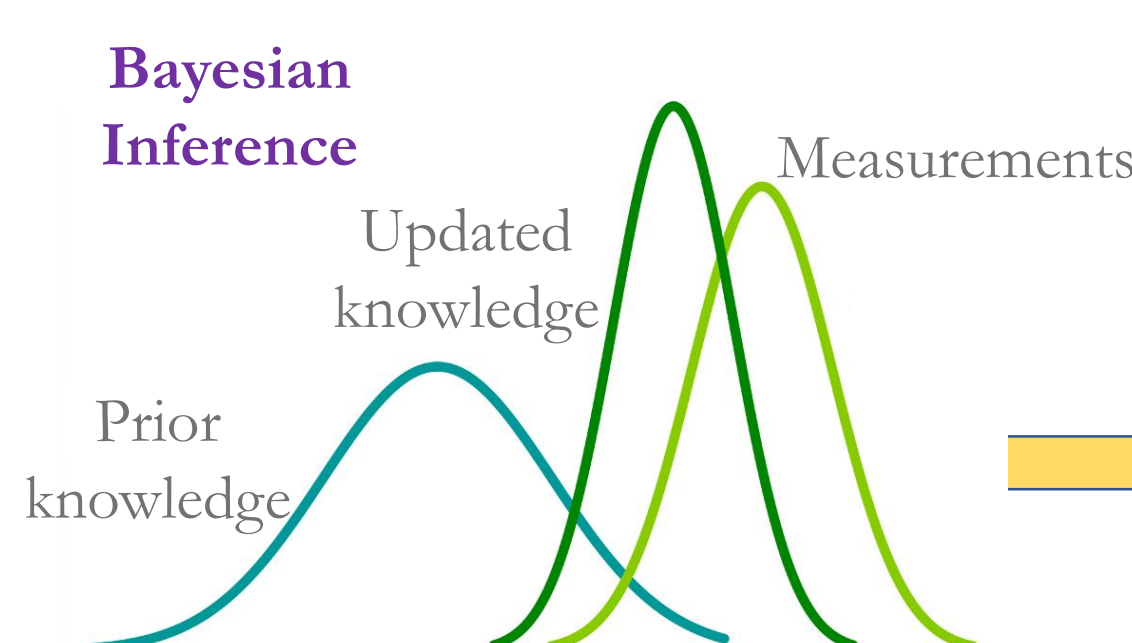 Bayesian
Inference
Measurements
Updated
knowledge
Prior
knowledge